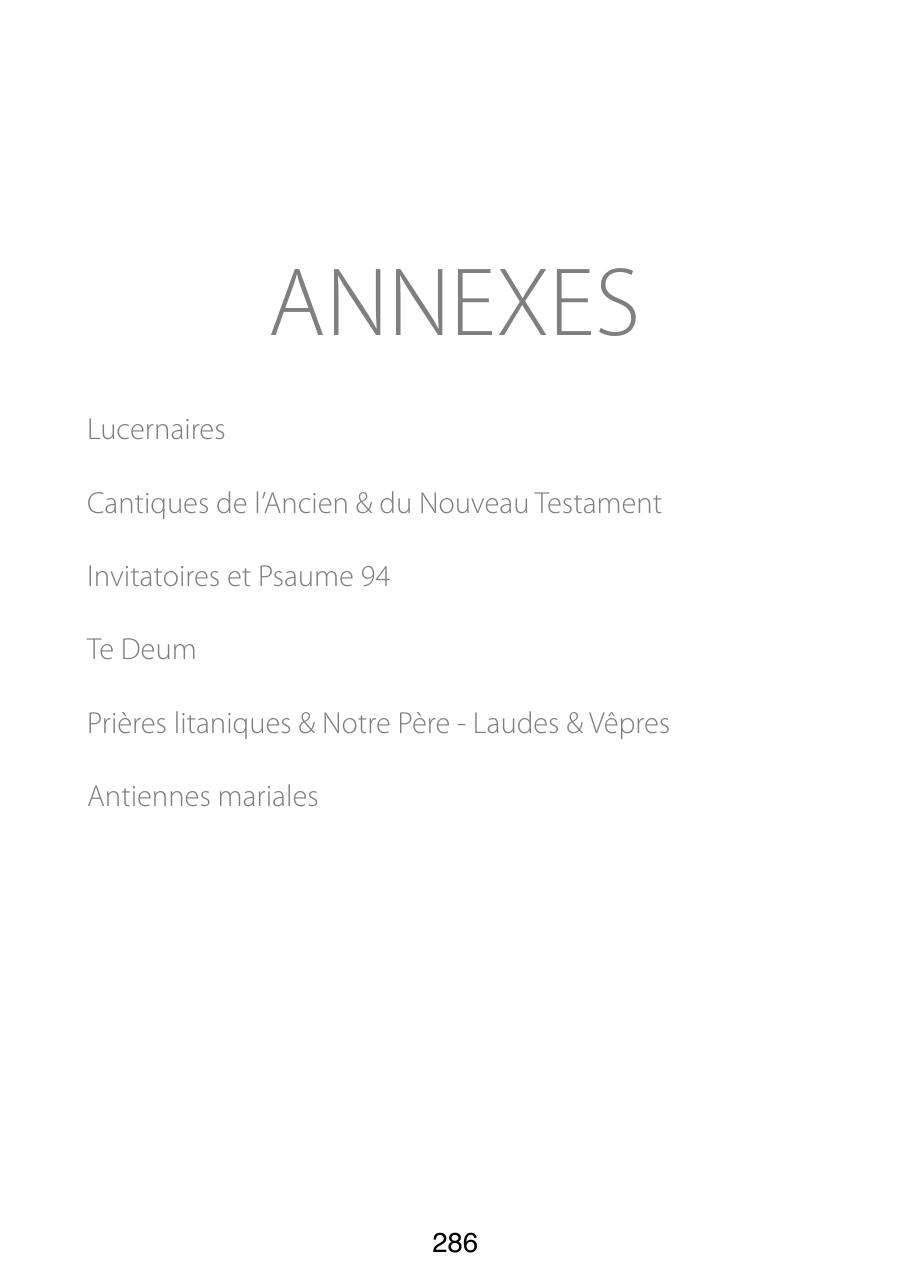 ANNEXES
Lucernaires
Cantiques de l’Ancien & du Nouveau Testament
Invitatoires et Psaume 94
Te Deum
Prières litaniques & Notre Père - Laudes & Vêpres
Antiennes mariales
286